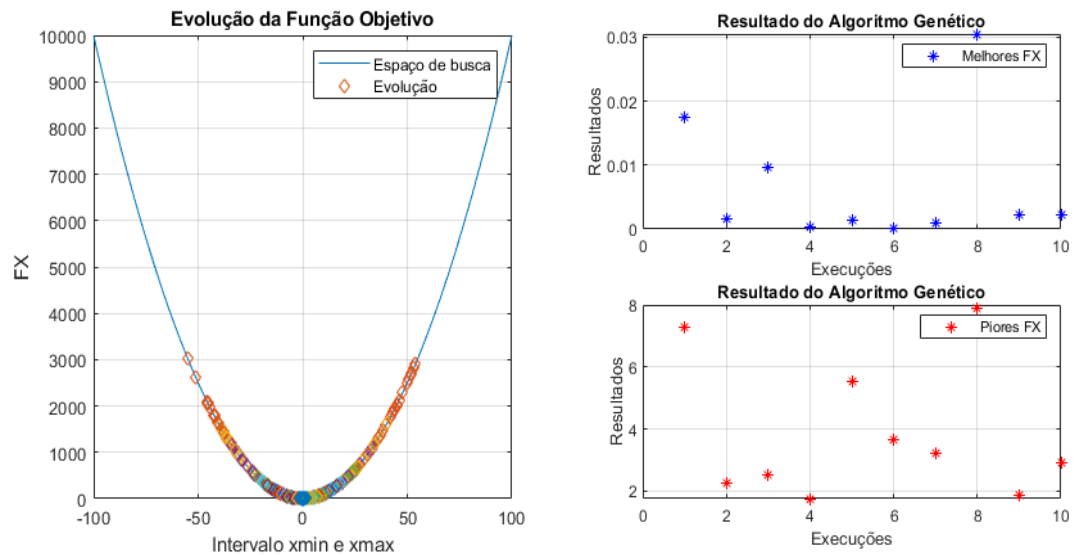 Evolução da Função Objetivo
10000
9000
8000
7000
6000
5000
4000
3000
2000
1000
0
FX
Espaço de busca
Evolução
-100
-50
0
50
100
Intervalo xmin e xmax
Resultado do Algoritmo Genético
0.03
0.02
0.01
0
Resultados
Melhores FX
0
2
4
6
8
10
Execuções
Resultado do Algoritmo Genético
8
6
4
2
Resultados
Piores FX
0
2
4
6
8
10
Execuções